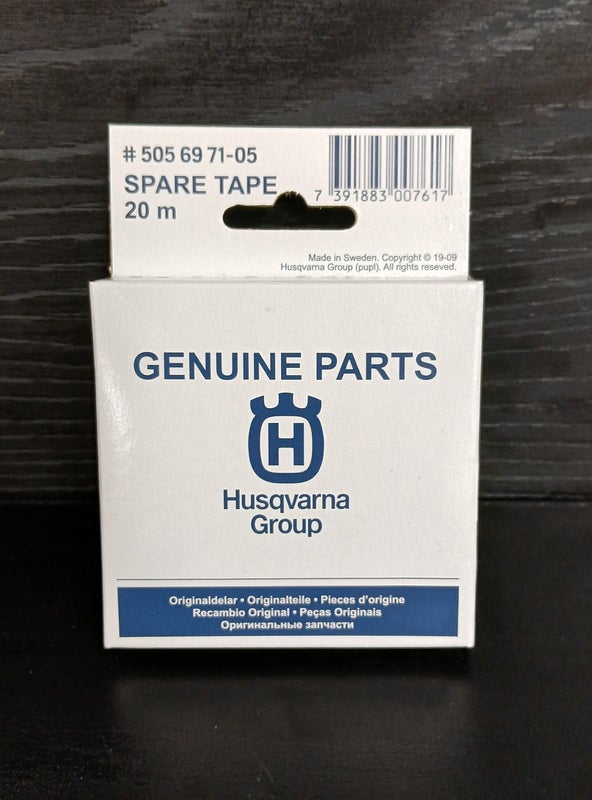 # 505 69 71-05
SPARE TAPE
20 m
7 391883 007617
Made in Sweden. Copyright © 19-09
Husqvarna Group (pupl). All rights reseved.
GENUINE PARTS
H
Husqvarna
Group
Originaldelar • Originalteile • Pieces d'origine
Recambio Original • Peças Originais
Оригинальные запчасти